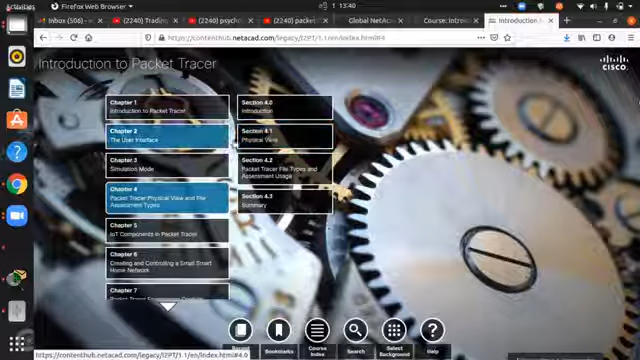 Activities
FireFox Web Browser
13:40
Inbox (506) -
(2240) Trading
(2240) psych
(2240) packet
Global NetAc
Course: Introd
Introduction
https://contenthub.netacad.com/legacy/I2PT/1.1/en/index.html#4
Introduction to Packet Tracer
CISCO
Chapter 1
Introduction to Packet Tracer
Chapter 2
The User Interface
Chapter 3
Simulation Mode
Chapter 4
Packet Tracer Physical View and File
Assessment Types
Chapter 5
IoT Components in Packet Tracer
Chapter 6
Creating and Controlling a Small Smart
Home Network
Chapter 7
Section 4.0
Introduction
Section 4.1
Physical View
Section 4.2
Packet Tracer File Types and
Assessment Usage
Section 4.3
Summary
Bookmarks
Course
Index
Search
Select
Background
Help
https://contenthub.netacad.com/legacy/I2PT/1.1/en/index.html#4.0